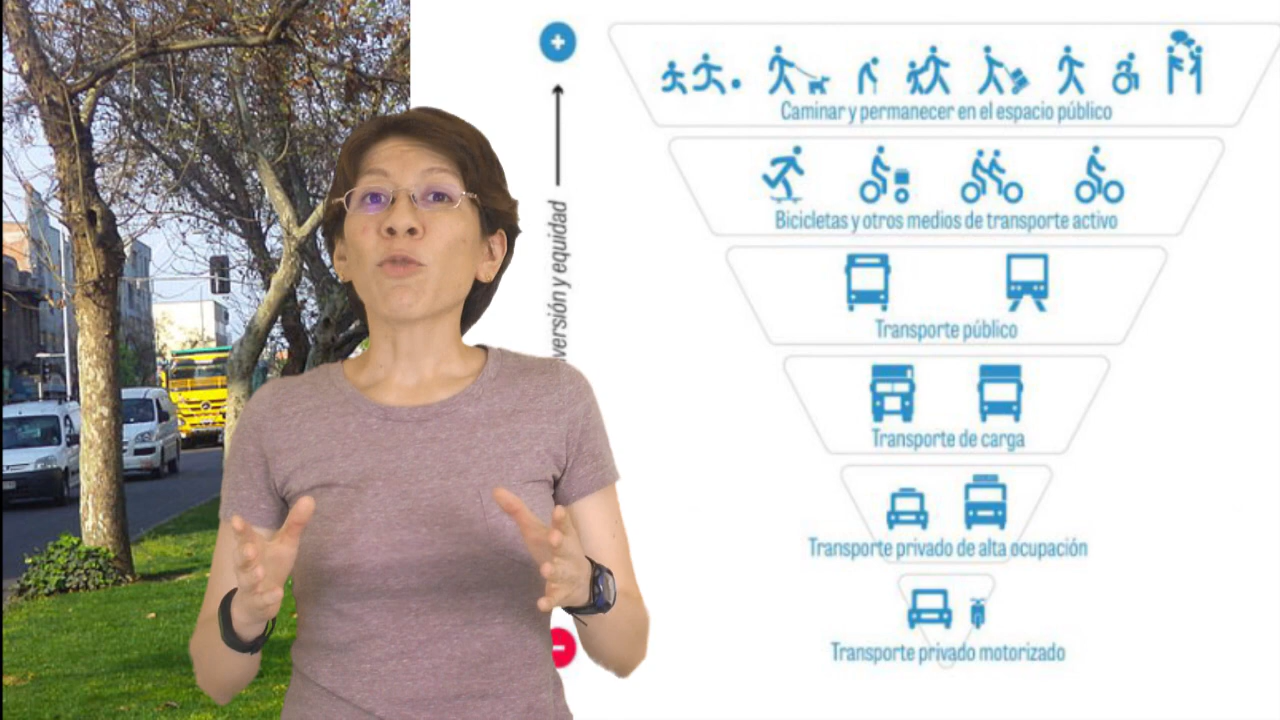 Caminar y permanecer en el espacio público
Bicicletas y otros medios de transporte activo
versión y equidad
Transporte público
Transporte de carga
Transporte privado de alta ocupación
Transporte privado motorizado